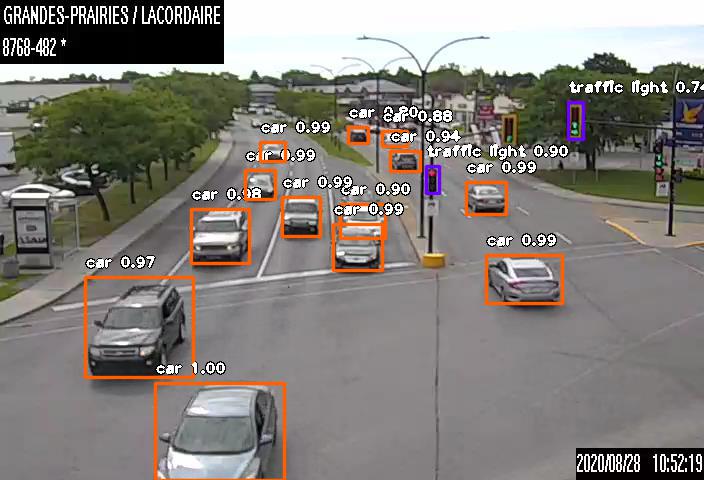 GRANDES-PRAIRIES / LACORDAIRE
8768-482 *
traffic light 0.74
car 0.80
car 0.88
car 0.99
car 0.94
car 0.99
traffic light 0.90
car 0.99
car 0.99
car 0.90
car 0.98
car 0.99
car 0.99
car 0.97
car 1.00
2020/08/28 10:52:19